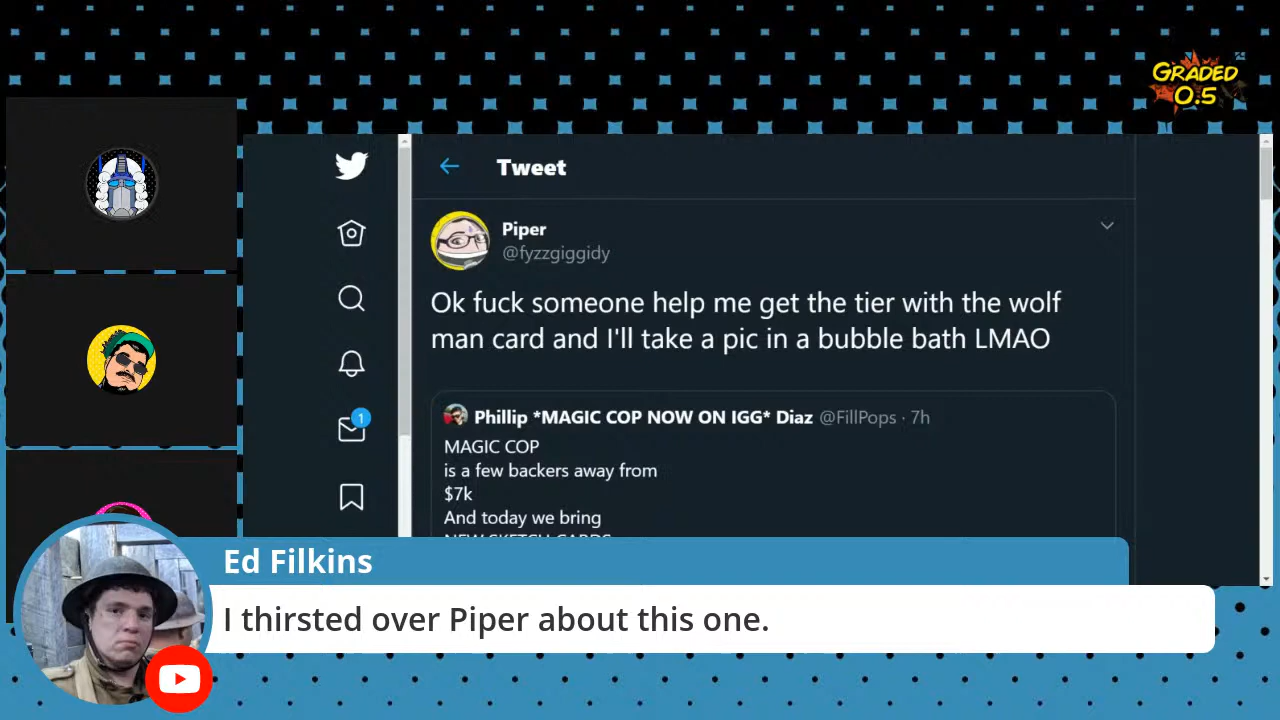 GRADED
0.5
Tweet
Piper
@fyzzgiggidy
Ok fuck someone help me get the tier with the wolf
man card and I'll take a pic in a bubble bath LMAO
Phillip *MAGIC COP NOW ON IGG* Diaz @FillPops · 7h
MAGIC COP
is a few backers away from
$7k
And today we bring
NEW SKETCH CARDS
1
Ed Filkins
I thirsted over Piper about this one.